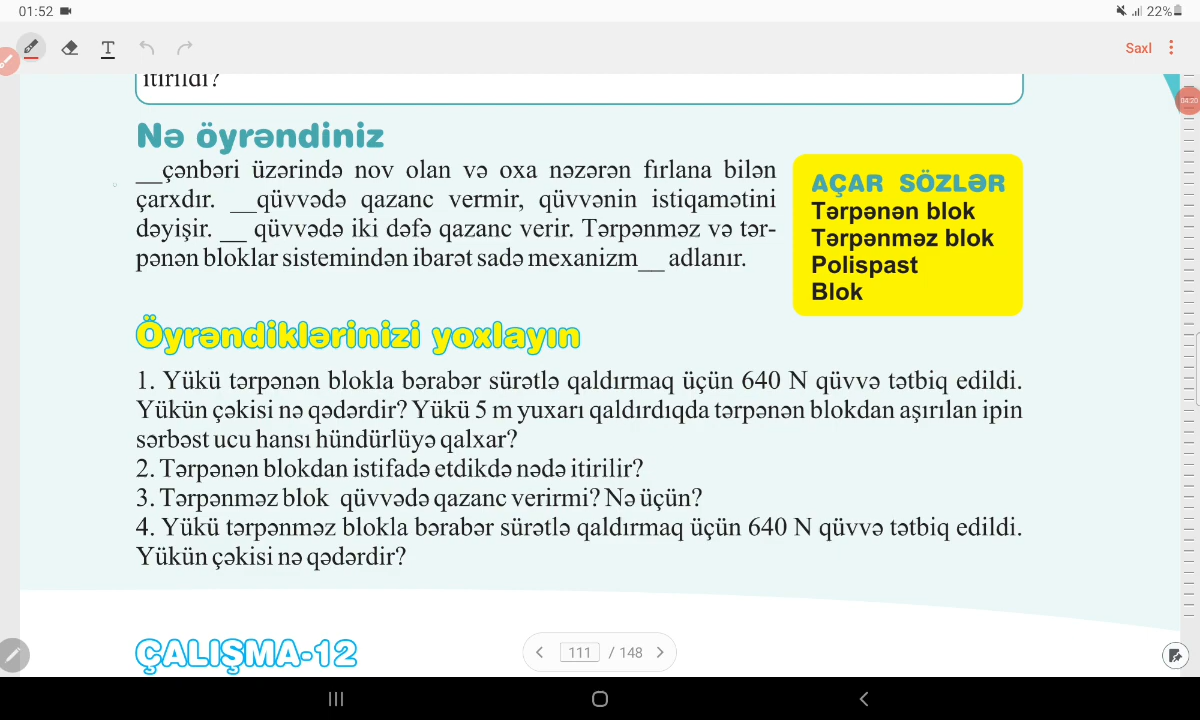 01:52
22%
T
Saxl
04:20
itirildi?
Nə öyrəndiniz
__çənbəri üzərində nov olan və oxa nəzərən fırlana bilən
çarxdır. __qüvvədə qazanc vermir, qüvvənin istiqamətini
dəyişir. __ qüvvədə iki dəfə qazanc verir. Tərpənməz və tər-
pənən bloklar sistemindən ibarət sadə mexanizm__ adlanır.
AÇAR SÖZLƏR
Tərpənən blok
Tərpənməz blok
Polispast
Blok
Öyrəndiklərinizi yoxlayın
1. Yükü tərpənən blokla bərabər sürətlə qaldırmaq üçün 640 N qüvvə tətbiq edildi.
Yükün çəkisi nə qədərdir? Yükü 5 m yuxarı qaldırdıqda tərpənən blokdan aşırılan ipin
sərbəst ucu hansı hündürlüyə qalxar?
2. Tərpənən blokdan istifadə etdikdə nədə itirilir?
3. Tərpənməz blok qüvvədə qazanc verirmi? Nə üçün?
4. Yükü tərpənməz blokla bərabər sürətlə qaldırmaq üçün 640 N qüvvə tətbiq edildi.
Yükün çəkisi nə qədərdir?
ÇALIŞMA-12
111 / 148